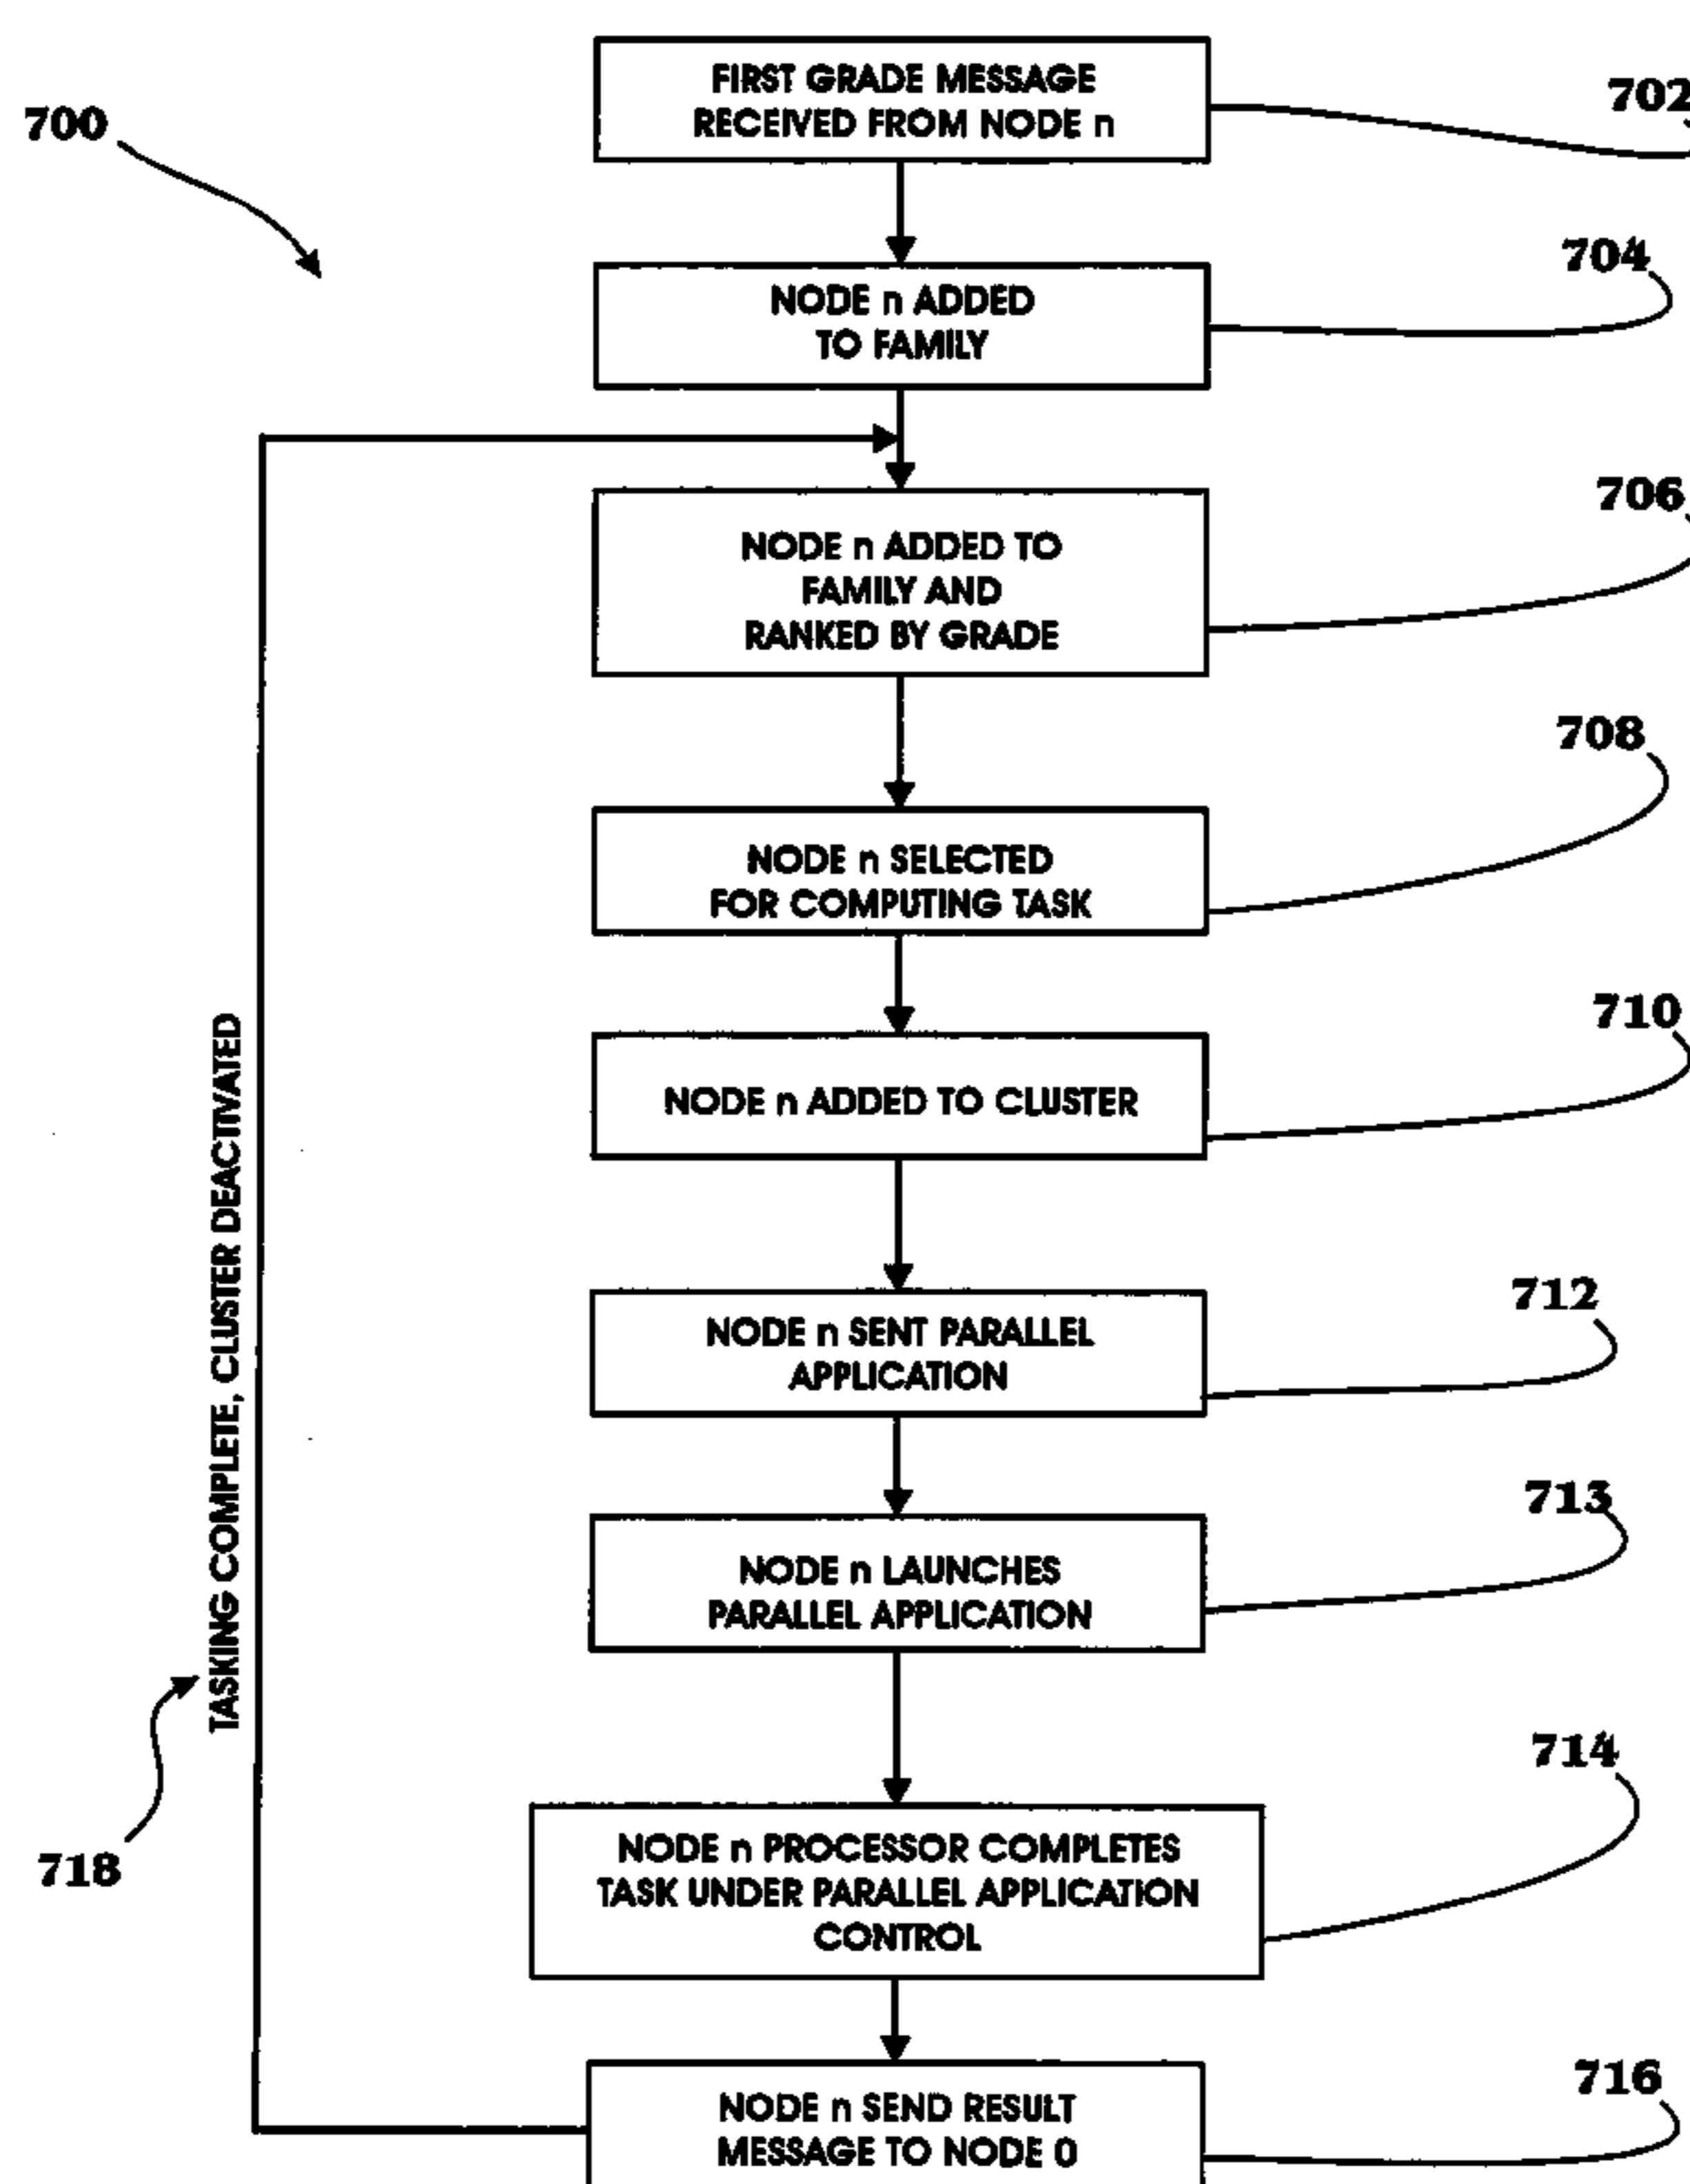 FIRST GRADE MESSAGE
RECEIVED FROM NODE n
702
700
704
NODE n ADDED
TO FAMILY
706
NODE n ADDED TO
FAMILY AND
RANKED BY GRADE
708
NODE n SELECTED
FOR COMPUTING TASK
710
NODE n ADDED TO CLUSTER
712
NODE n SENT PARALLEL
APPLICATION
713
NODE n LAUNCHES
PARALLEL APPLICATION
TASKING COMPLETE, CLUSTER DEACTIVATED
714
NODE n PROCESSOR COMPLETES
TASK UNDER PARALLEL APPLICATION
CONTROL
718
716
NODE n SEND RESULT
MESSAGE TO NODE 0